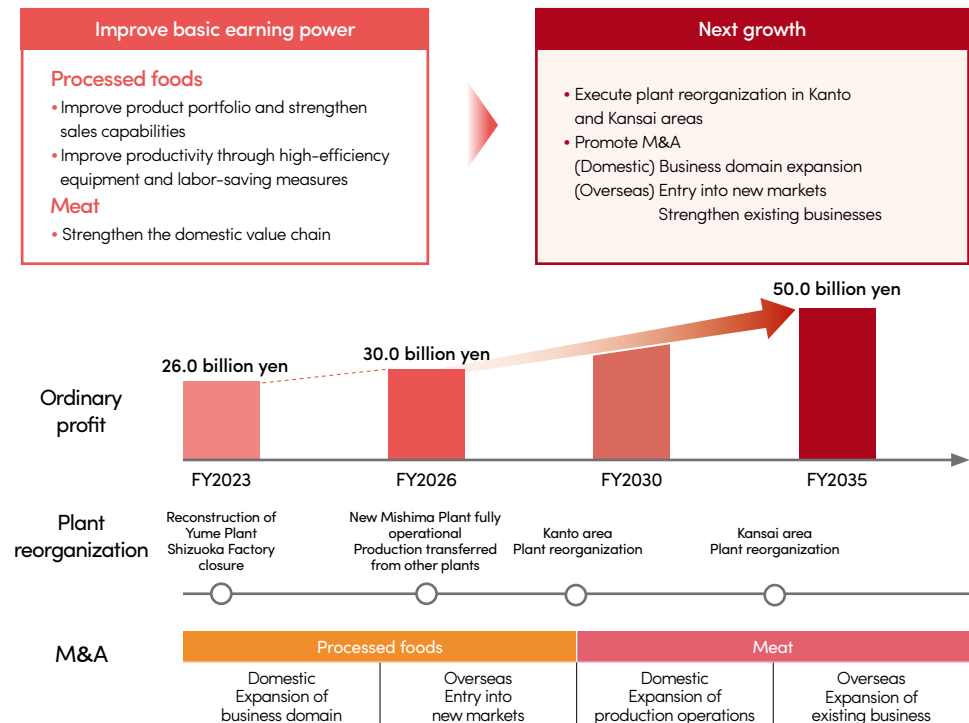 Improve basic earning power
Processed foods
• Improve product portfolio and strengthen
sales capabilities
• Improve productivity through high-efficiency
equipment and labor-saving measures
Meat
• Strengthen the domestic value chain
Next growth
• Execute plant reorganization in Kanto
and Kansai areas
• Promote M&A
(Domestic) Business domain expansion
(Overseas) Entry into new markets
Strengthen existing businesses
Ordinary
profit
26.0 billion yen
30.0 billion yen
50.0 billion yen
FY2023
FY2026
FY2030
FY2035
Plant
reorganization
Reconstruction of
Yume Plant
Shizuoka Factory
closure
New Mishima Plant fully
operational
Production transferred
from other plants
Kanto area
Plant reorganization
Kansai area
Plant reorganization
M&A
Processed foods
Meat
Domestic
Expansion of
business domain
Overseas
Entry into
new markets
Domestic
Expansion of
production operations
Overseas
Expansion of
existing business